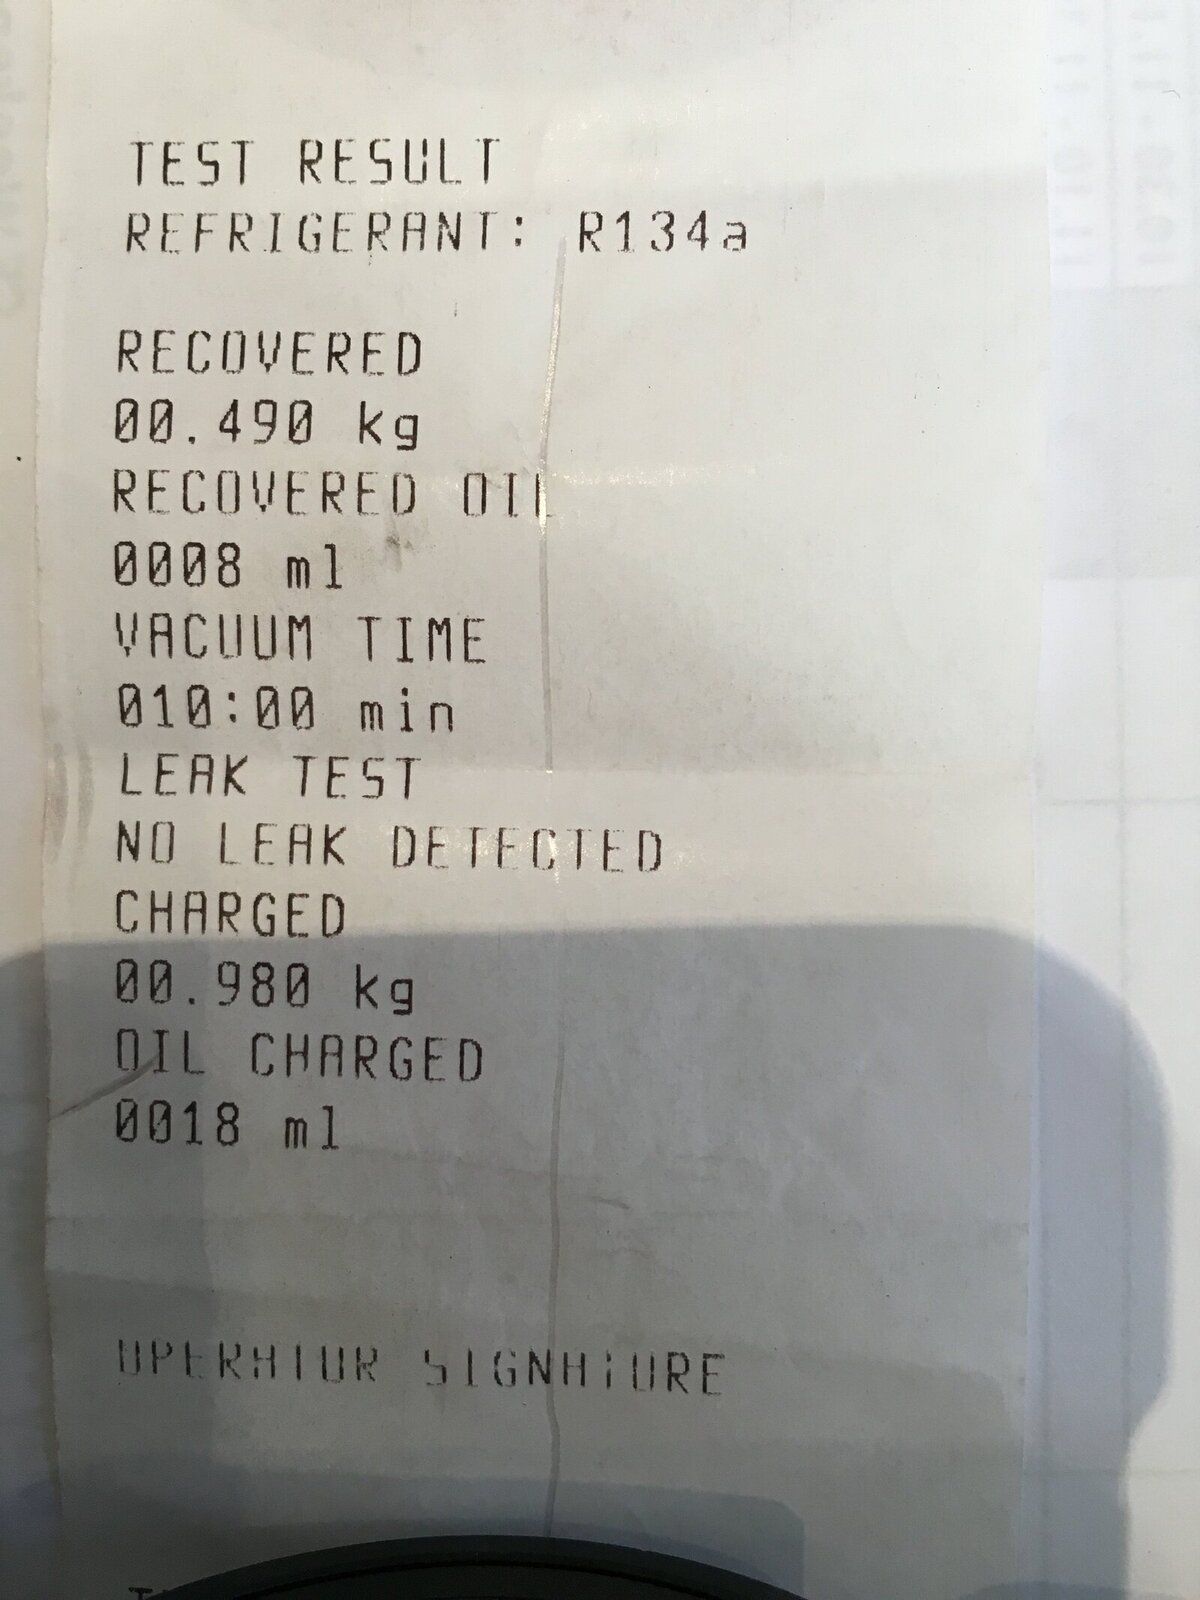 TEST RESULT
REFRIGERANT: R134a
RECOVERED
00.490 kg
RECOVERED OIL
0008 ml
VACUUM TIME
010:00 min
LEAK TEST
NO LEAK DETECTED
CHARGED
00.980 kg
OIL CHARGED
0018 ml
OPERATOR SIGNATURE